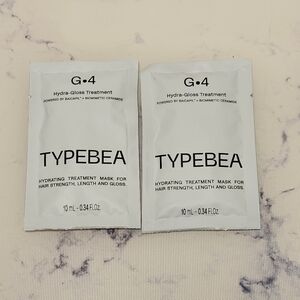 G•4
Hydra-Gloss Treatment
POWERED BY BAICAPIL™ + BIOMIMETIC CERAMIDE
TYPEBEA
HYDRATING TREATMENT MASK FOR
HAIR STRENGTH, LENGTH AND GLOSS.
10 mL - 0.34 Fl.Oz.
G•4
Hydra-Gloss Treatment
POWERED BY BAICAPIL™ + BIOMIMETIC CERAMIDE
TYPEBEA
HYDRATING TREATMENT MASK FOR
HAIR STRENGTH, LENGTH AND GLOSS.
10 mL - 0.34 Fl.Oz.